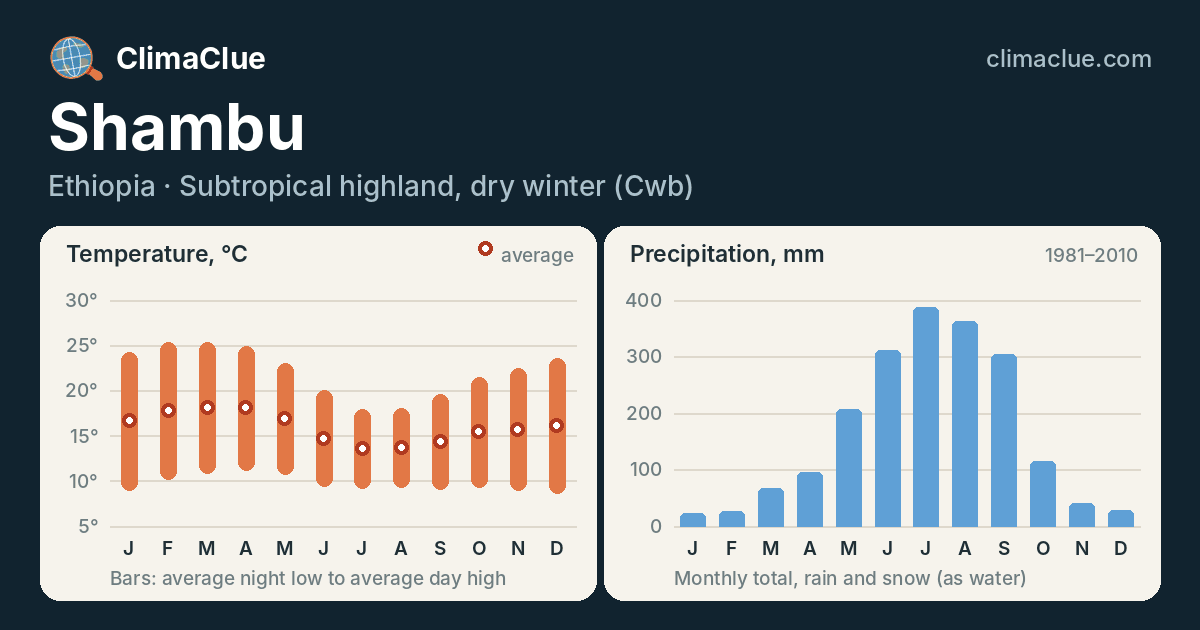 ClimaClue
climaclue.com
Shambu
Ethiopia · Subtropical highland, dry winter (Cwb)
Temperature, °C
average
30°
25°
20°
15°
10°
5°
J F M A M J J A S O N D
Bars: average night low to average day high
Precipitation, mm
1981–2010
400
300
200
100
0
J F M A M J J A S O N D
Monthly total, rain and snow (as water)